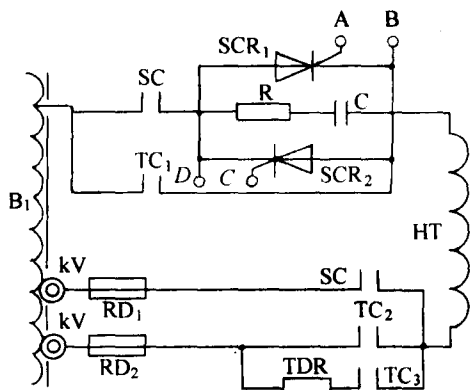 A B
SCR₁
SC
R
C
TC₁
D C
SCR₂
B₁
HT
kV
SC
RD₁
TC₂
kV
RD₂
TDR
TC₃